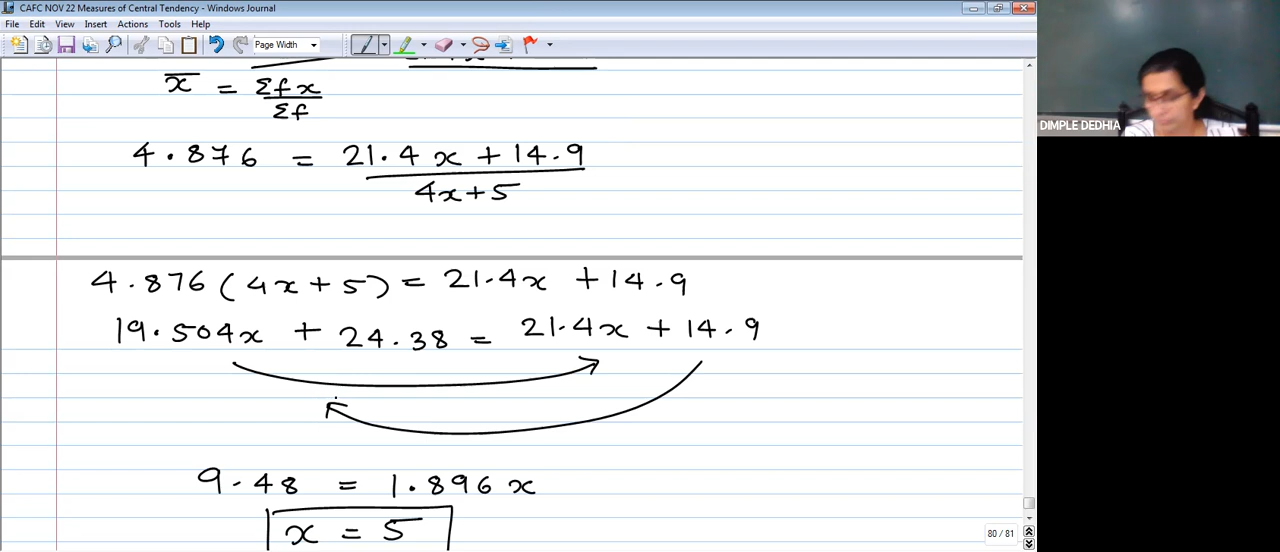 CAFC NOV 22 Measures of Central Tendency - Windows Journal
File Edit View Insert Actions Tools Help
Page Width
x̄ = Σfx / Σf
4.876 = 21.4x + 14.9 / 4x+5
4.876(4x+5) = 21.4x + 14.9
19.504x + 24.38 = 21.4x + 14.9
9.48 = 1.896x
x = 5
80 / 81
DIMPLE DEDHIA